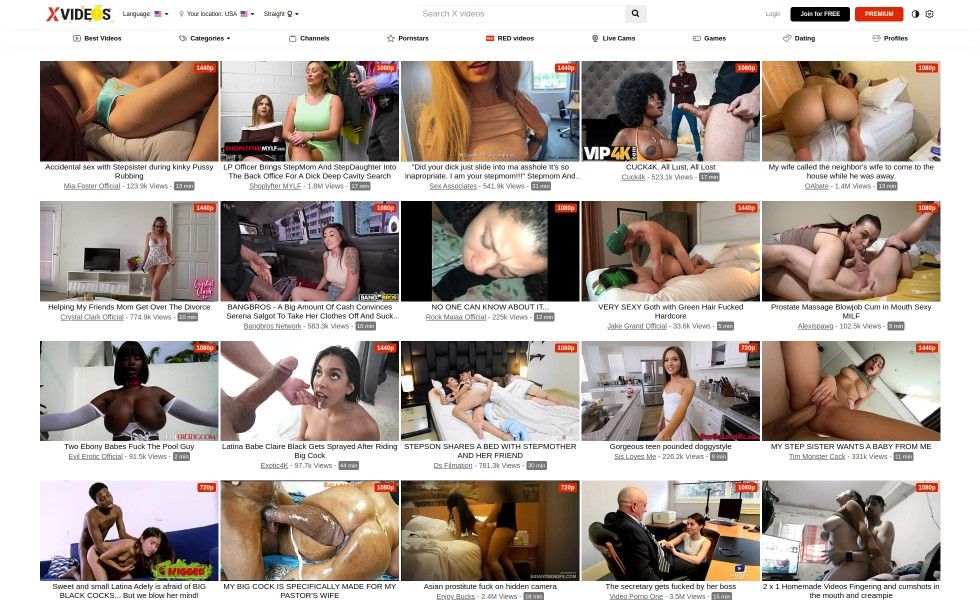 XVIDEOS
Language:
Your location: USA
Straight
Search X videos
Login
Join for FREE
PREMIUM
Best Videos
Categories
Channels
Pornstars
RED videos
Live Cams
Games
Dating
Profiles
1440p
1080p
SHOPLYFTERMYLF.COM
1440p
1080p
VIP4K
1080p
Accidental sex with Stepsister during kinky Pussy
Rubbing
Mia Foster Official - 123.9k Views - 13 min
LP Officer Brings StepMom And StepDaughter Into
The Back Office For A Dick Deep Cavity Search
Shoplyfter MYLF - 1.8M Views - 17 min
"Did your dick just slide into ma asshole It's so
inapropriate. I am your stepmom!!!" Stepmom And..
Sex Associates - 541.9k Views - 21 min
CUCK4K. All Lust, All Lost
Cuck4k - 523.1k Views - 17 min
My wife called the neighbor's wife to come to the
house while he was away.
OAbate - 1.4M Views - 13 min
1440p
Crystal Clark
1080p
BANGBROS
1080p
1440p
1080p
Helping My Friends Mom Get Over The Divorce
Crystal Clark Official - 774.9k Views - 10 min
BANGBROS - A Big Amount Of Cash Convinces
Serena Salgot To Take Her Clothes Off And Suck...
Bangbros Network - 583.3k Views - 10 min
NO ONE CAN KNOW ABOUT IT...
Rock Maiaa Official - 225k Views - 12 min
VERY SEXY Goth with Green Hair Fucked
Hardcore
Jake Grand Official - 33.6k Views - 5 min
Prostate Massage Blowjob Cum in Mouth Sexy
MILF
Alexispawg - 102.5k Views - 9 min
1080p
1440p
1080p
720p
1440p
Two Ebony Babes Fuck The Pool Guy
Evil Erotic Official - 91.5k Views - 2 min
Latina Babe Claire Black Gets Sprayed After Riding
Big Cock
Exotic4K - 97.7k Views - 44 min
STEPSON SHARES A BED WITH STEPMOTHER
AND HER FRIEND
Ds Filmation - 781.3k Views - 30 min
Gorgeous teen pounded doggystyle
Sis Loves Me - 226.2k Views - 8 min
MY STEP SISTER WANTS A BABY FROM ME
Tim Monster Cock - 331k Views - 11 min
720p
1080p
720p
1080p
1080p
Sweet and small Latina Adely is afraid of BIG
BLACK COCKS... But we blow her mind!
MY BIG COCK IS SPECIFICALLY MADE FOR MY
PASTOR'S WIFE
Asian prostitute fuck on hidden camera
Enjoy Bucks - 2.4M Views - 18 min
The secretary gets fucked by her boss
Video Porno One - 3.5M Views - 15 min
2 x 1 Homemade Videos Fingering and cumshots in
the mouth and creampie